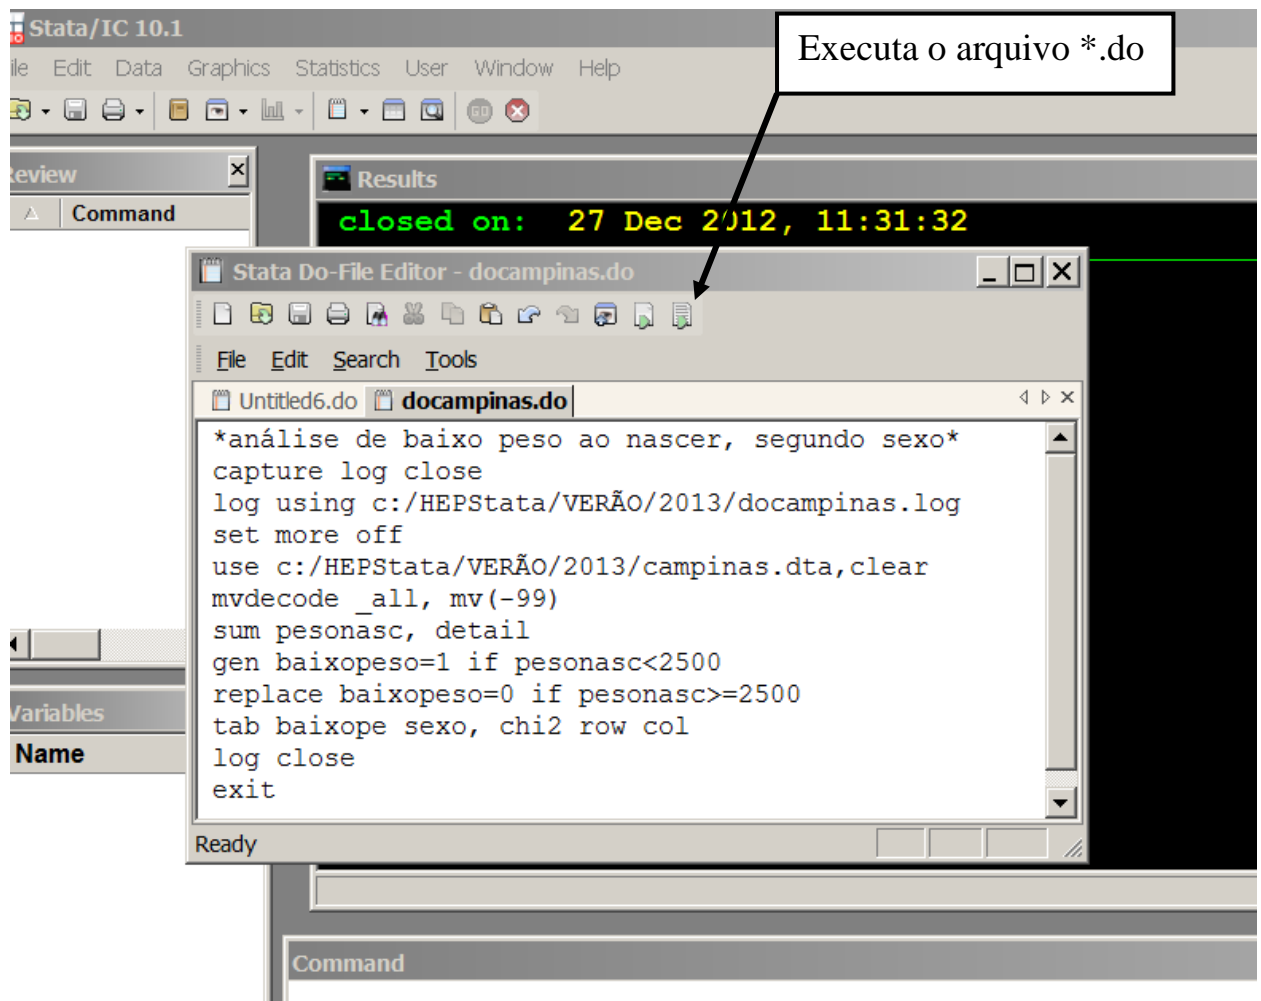 Stata/IC 10.1
Executa o arquivo *.do
ile Edit Data Graphics Statistics User Window Help
GO
Review
Command
Results
closed on: 27 Dec 2012, 11:31:32
Stata Do-File Editor - docampinas.do
File Edit Search Tools
Untitled6.do docampinas.do
*análise de baixo peso ao nascer, segundo sexo*
capture log close
log using c:/HEPStata/VERÃO/2013/docampinas.log
set more off
use c:/HEPStata/VERÃO/2013/campinas.dta,clear
mvdecode _all, mv(-99)
sum pesonasc, detail
gen baixopeso=1 if pesonasc<2500
replace baixopeso=0 if pesonasc>=2500
tab baixope sexo, chi2 row col
log close
exit
Variables
Name
Ready
Command